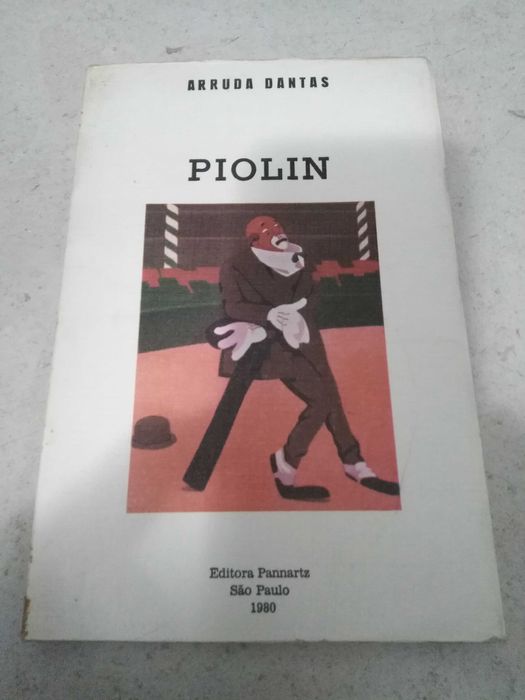 ARRUDA DANTAS
PIOLIN
Editora Pannartz
São Paulo
1980